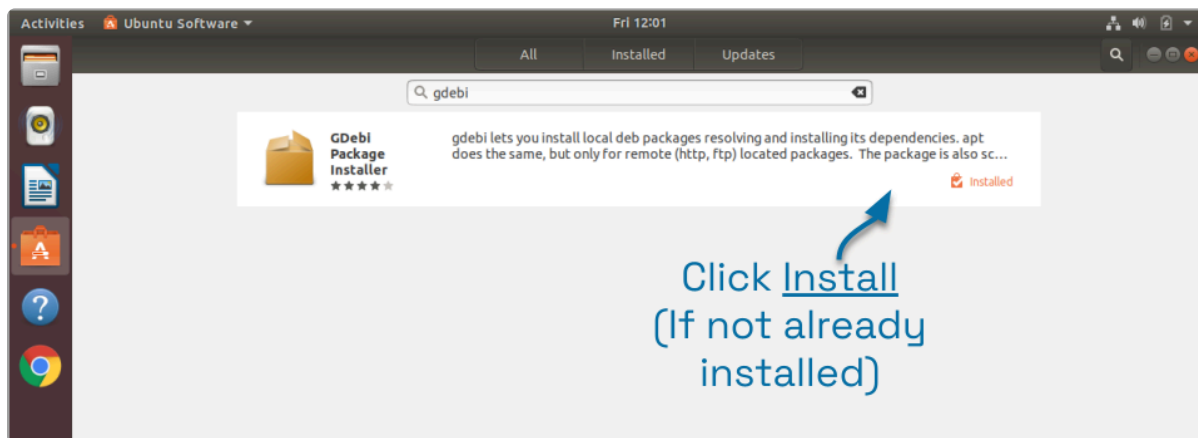 Activities Ubuntu Software Fri 12:01
All Installed Updates
gdebi
GDebi
Package
Installer
gdebi lets you install local deb packages resolving and installing its dependencies. apt
does the same, but only for remote (http, ftp) located packages. The package is also sc...
Installed
Click Install
(If not already
installed)